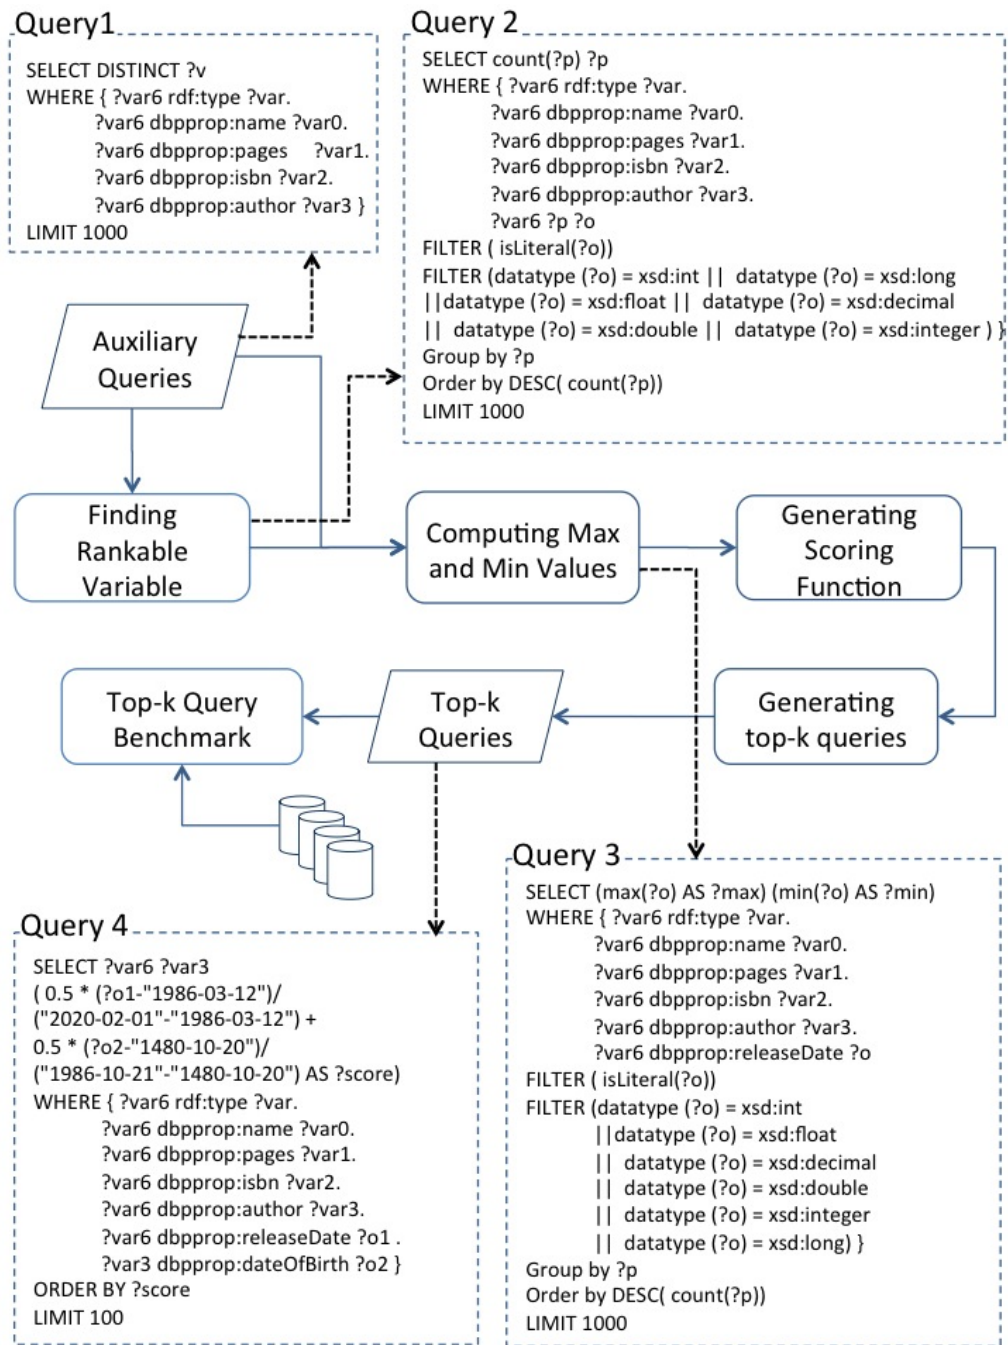 Query1
SELECT DISTINCT ?v
WHERE { ?var6 rdf:type ?var.
?var6 dbpprop:name ?var0.
?var6 dbpprop:pages ?var1.
?var6 dbpprop:isbn ?var2.
?var6 dbpprop:author ?var3 }
LIMIT 1000
Query 2
SELECT count(?p) ?p
WHERE { ?var6 rdf:type ?var.
?var6 dbpprop:name ?var0.
?var6 dbpprop:pages ?var1.
?var6 dbpprop:isbn ?var2.
?var6 dbpprop:author ?var3.
?var6 ?p ?o
FILTER ( isLiteral(?o))
FILTER (datatype (?o) = xsd:int || datatype (?o) = xsd:long
||datatype (?o) = xsd:float || datatype (?o) = xsd:decimal
|| datatype (?o) = xsd:double || datatype (?o) = xsd:integer ) }
Group by ?p
Order by DESC( count(?p))
LIMIT 1000
Auxiliary
Queries
Finding
Rankable
Variable
Computing Max
and Min Values
Generating
Scoring
Function
Top-k Query
Benchmark
Top-k
Queries
Generating
top-k queries
Query 4
SELECT ?var6 ?var3
( 0.5 * (?o1-"1986-03-12")/
("2020-02-01"-"1986-03-12") +
0.5 * (?o2-"1480-10-20")/
("1986-10-21"-"1480-10-20") AS ?score)
WHERE { ?var6 rdf:type ?var.
?var6 dbpprop:name ?var0.
?var6 dbpprop:pages ?var1.
?var6 dbpprop:isbn ?var2.
?var6 dbpprop:author ?var3.
?var6 dbpprop:releaseDate ?o1 .
?var3 dbpprop:dateOfBirth ?o2 }
ORDER BY ?score
LIMIT 100
Query 3
SELECT (max(?o) AS ?max) (min(?o) AS ?min)
WHERE { ?var6 rdf:type ?var.
?var6 dbpprop:name ?var0.
?var6 dbpprop:pages ?var1.
?var6 dbpprop:isbn ?var2.
?var6 dbpprop:author ?var3.
?var6 dbpprop:releaseDate ?o
FILTER ( isLiteral(?o))
FILTER (datatype (?o) = xsd:int
||datatype (?o) = xsd:float
|| datatype (?o) = xsd:decimal
|| datatype (?o) = xsd:double
|| datatype (?o) = xsd:integer
|| datatype (?o) = xsd:long) }
Group by ?p
Order by DESC( count(?p))
LIMIT 1000